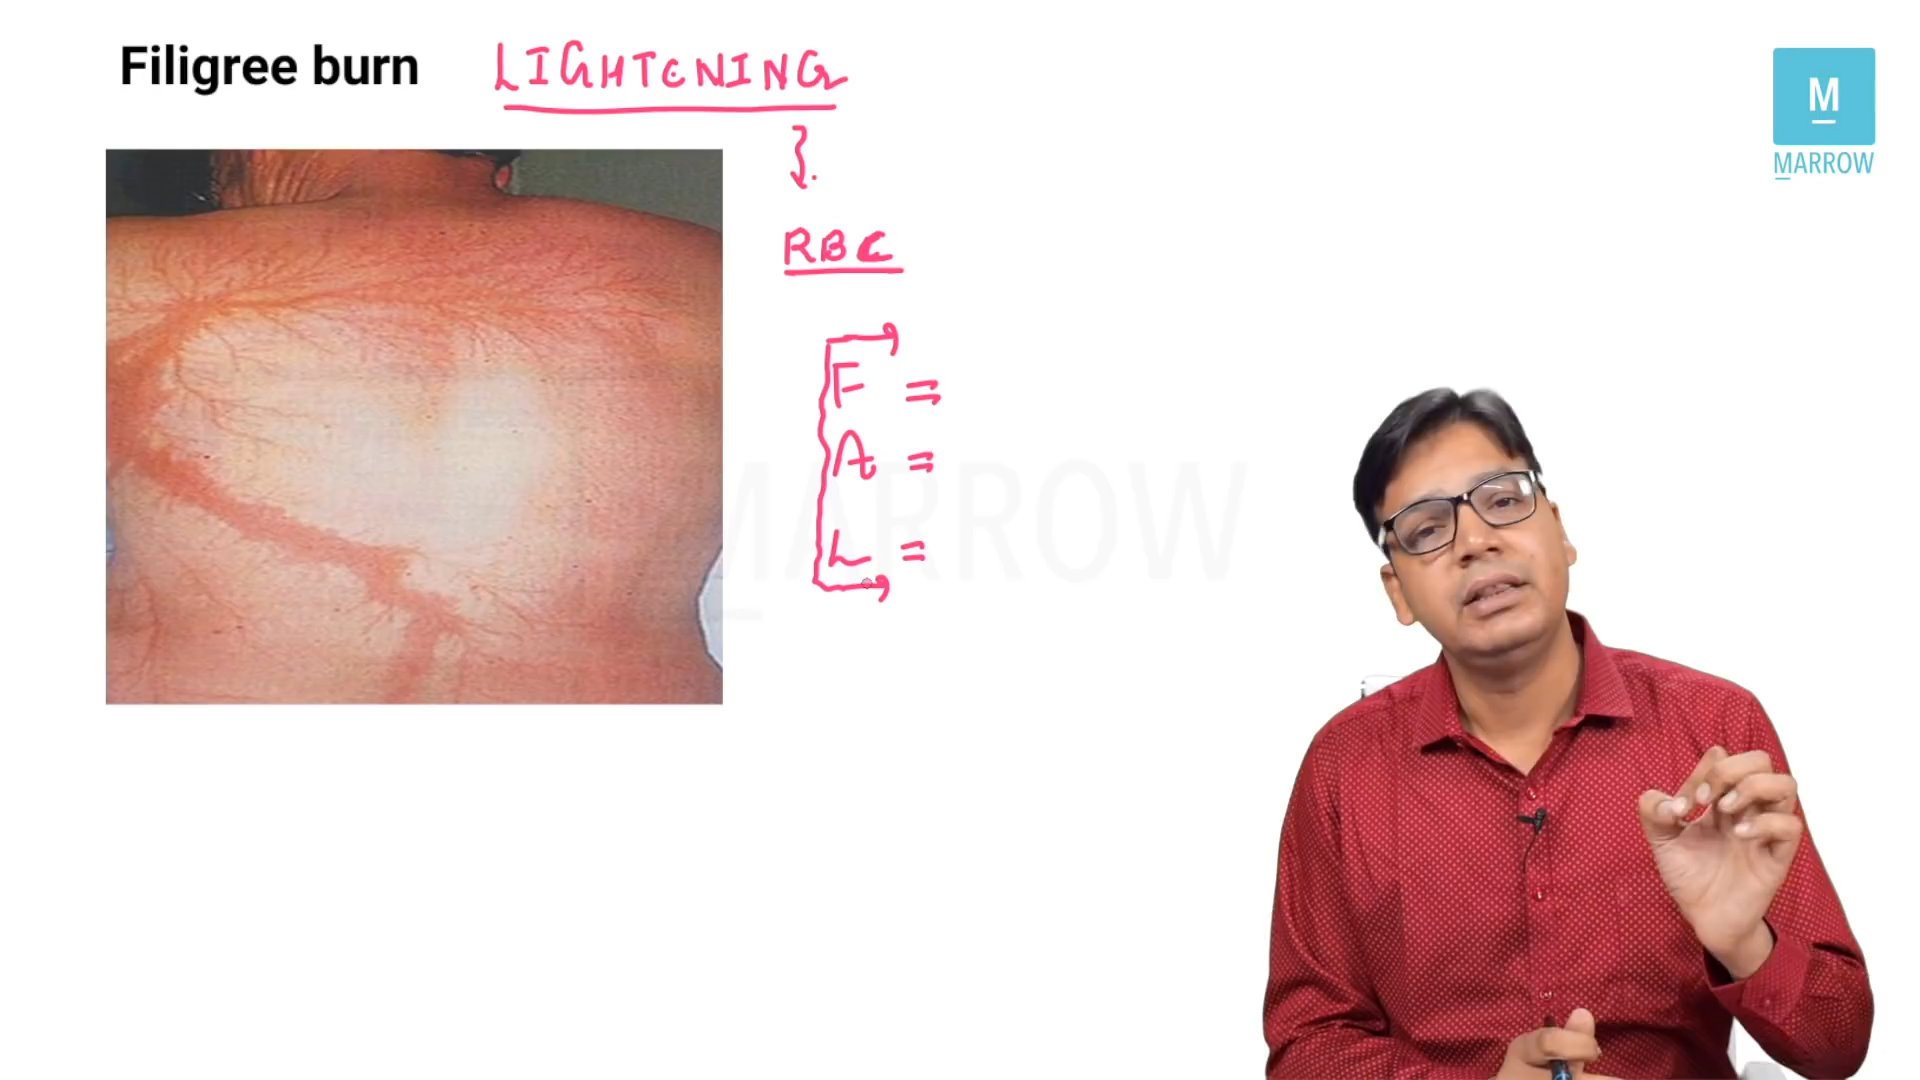 Filigree burn LIGHTENING
M
MARROW
RBC
F =
A =
L =
MARROW